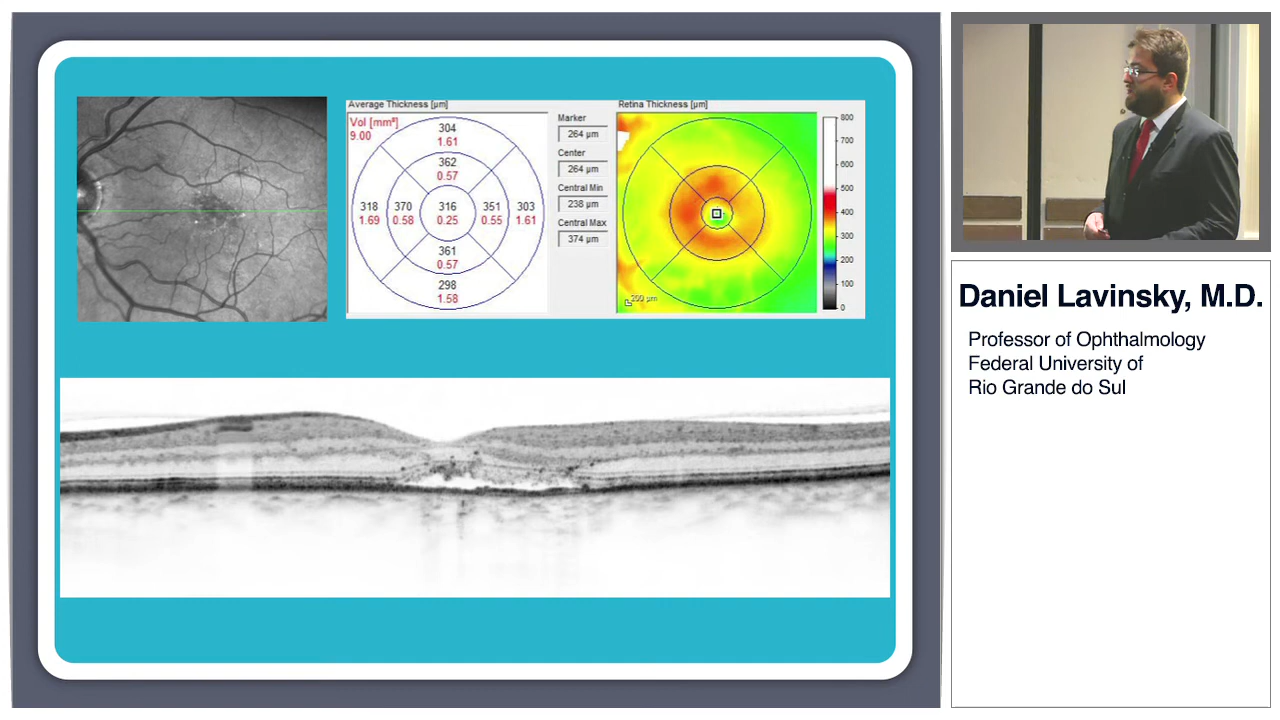 Average Thickness [µm]
Vol [mm³]
9.00
304
1.61
362
0.57
318
1.69
370
0.58
316
0.25
351
0.55
303
1.61
361
0.57
298
1.58
Marker
264 µm
Center
264 µm
Central Min
238 µm
Central Max
374 µm
Retina Thickness [µm]
200 µm
800
700
600
500
400
300
200
100
0
Daniel Lavinsky, M.D.
Professor of Ophthalmology
Federal University of
Rio Grande do Sul